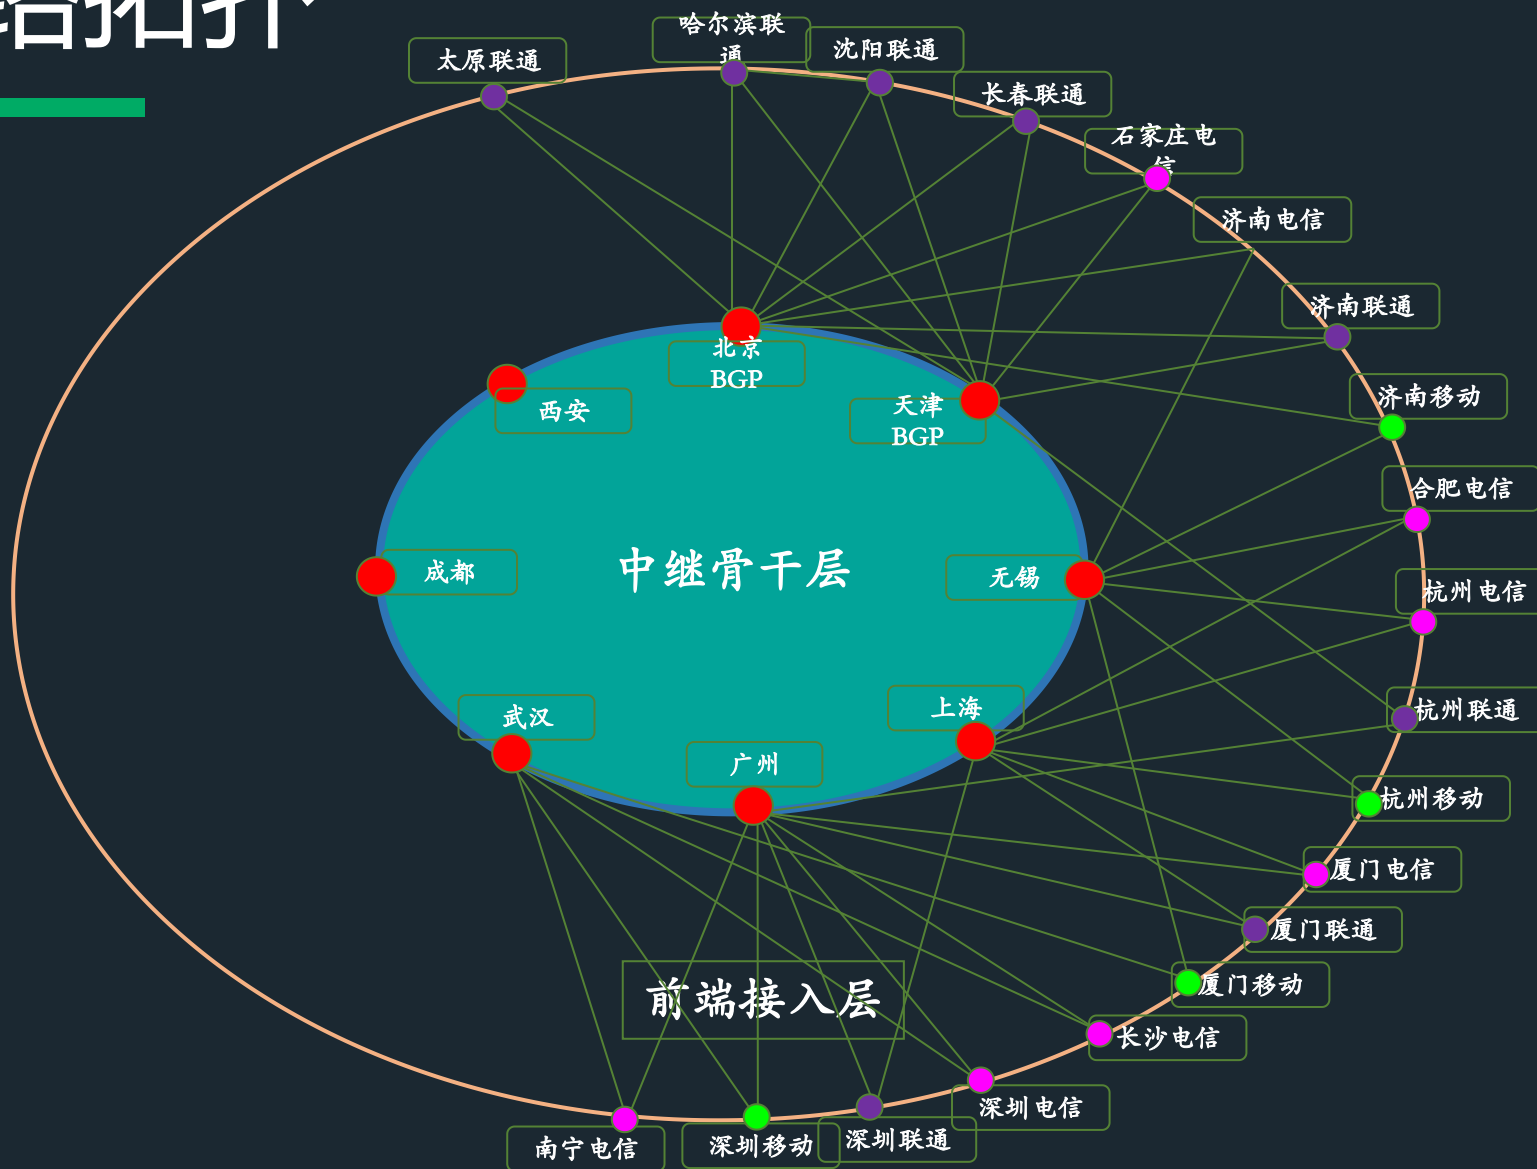 络拓扑
哈尔滨联
通
太原联通
沈阳联通
长春联通
石家庄电
信
济南电信
济南联通
北京
BGP
济南移动
西安
天津
BGP
合肥电信
中继骨干层
成都
无锡
杭州电信
武汉
上海
杭州联通
广州
杭州移动
厦门电信
厦门联通
前端接入层
厦门移动
长沙电信
深圳电信
南宁电信
深圳移动
深圳联通